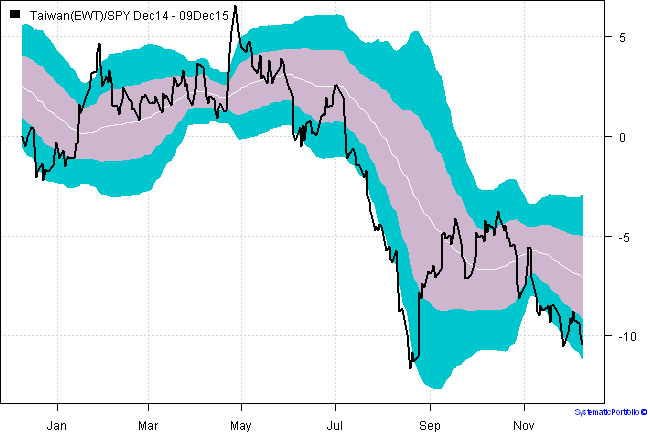 Taiwan(EWT)/SPY Dec14 - 09Dec15
5
0
-5
-10
Jan Mar May Jul Sep Nov
SystematicPortfolio ©